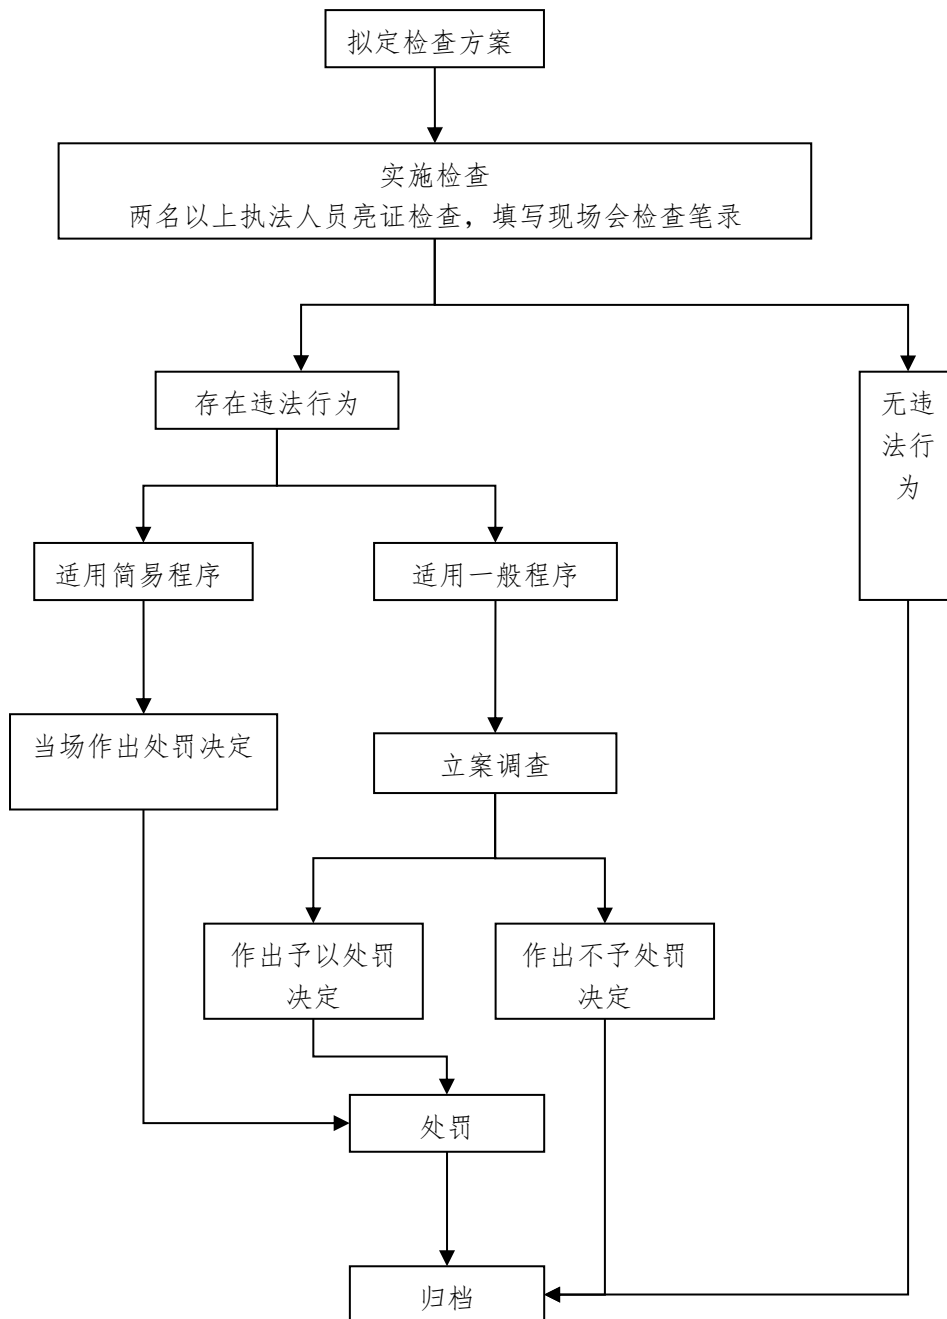 拟定检查方案
实施检查
两名以上执法人员亮证检查，填写现场会检查笔录
存在违法行为
无违
法行
为
适用简易程序
适用一般程序
当场作出处罚决定
立案调查
作出予以处罚
决定
作出不予处罚
决定
处罚
归档